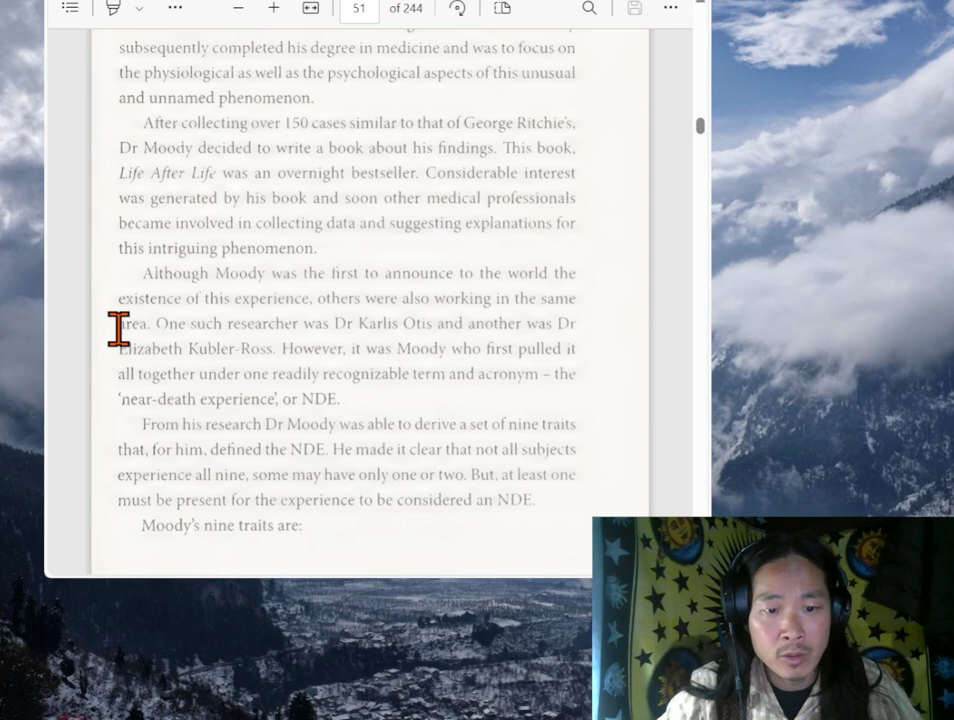 51 of 244
subsequently completed his degree in medicine and was to focus on
the physiological as well as the psychological aspects of this unusual
and unnamed phenomenon.
After collecting over 150 cases similar to that of George Ritchie's,
Dr Moody decided to write a book about his findings. This book,
Life After Life was an overnight bestseller. Considerable interest
was generated by his book and soon other medical professionals
became involved in collecting data and suggesting explanations for
this intriguing phenomenon.
Although Moody was the first to announce to the world the
existence of this experience, others were also working in the same
area. One such researcher was Dr Karlis Otis and another was Dr
Elizabeth Kubler-Ross. However, it was Moody who first pulled it
all together under one readily recognizable term and acronym – the
'near-death experience', or NDE.
From his research Dr Moody was able to derive a set of nine traits
that, for him, defined the NDE. He made it clear that not all subjects
experience all nine, some may have only one or two. But, at least one
must be present for the experience to be considered an NDE.
Moody's nine traits are: